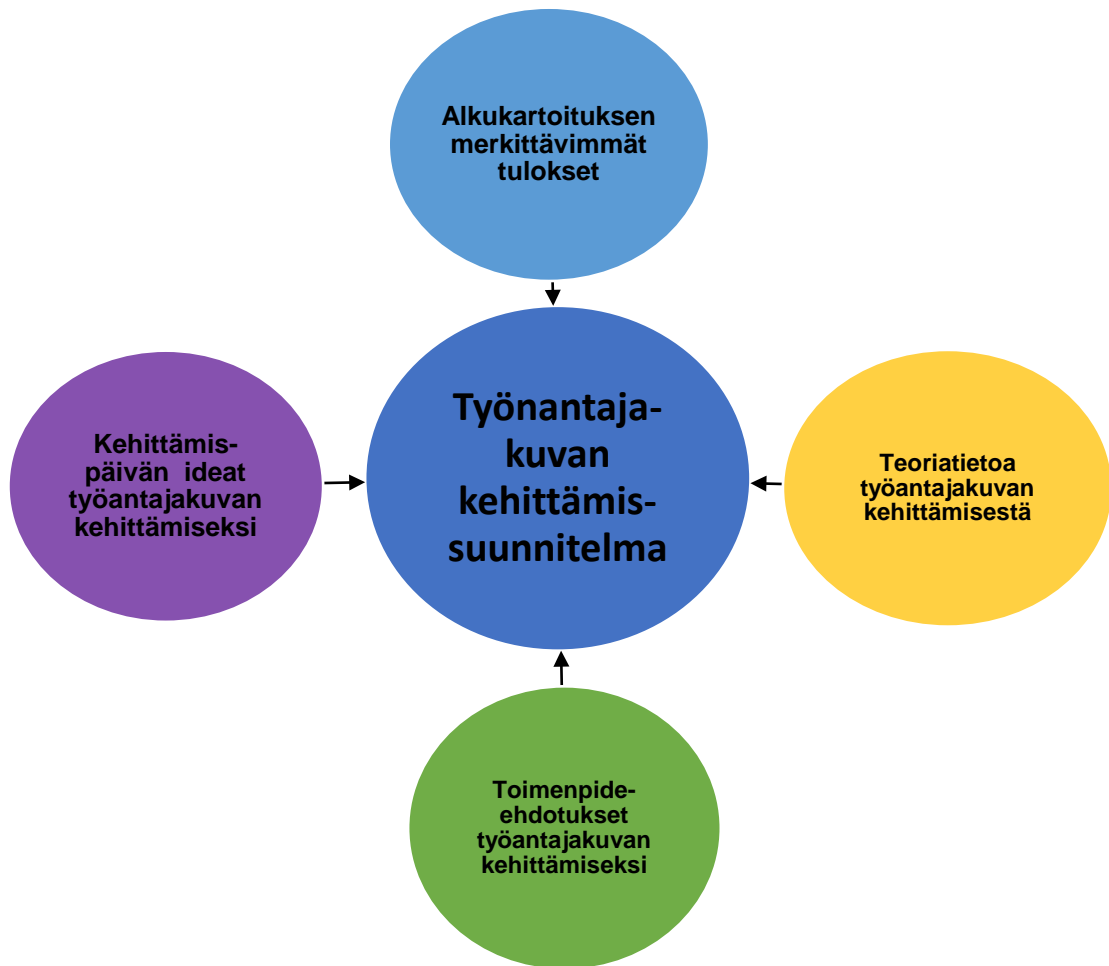 Alkukartoituksen
merkittävimmät
tulokset
Työnantaja-
kuvan
kehittämis-
suunnitelma
Kehittämis-
päivän ideat
työantajakuvan
kehittämiseksi
Teoriatietoa
työantajakuvan
kehittämisestä
Toimenpide-
ehdotukset
työantajakuvan
kehittämiseksi